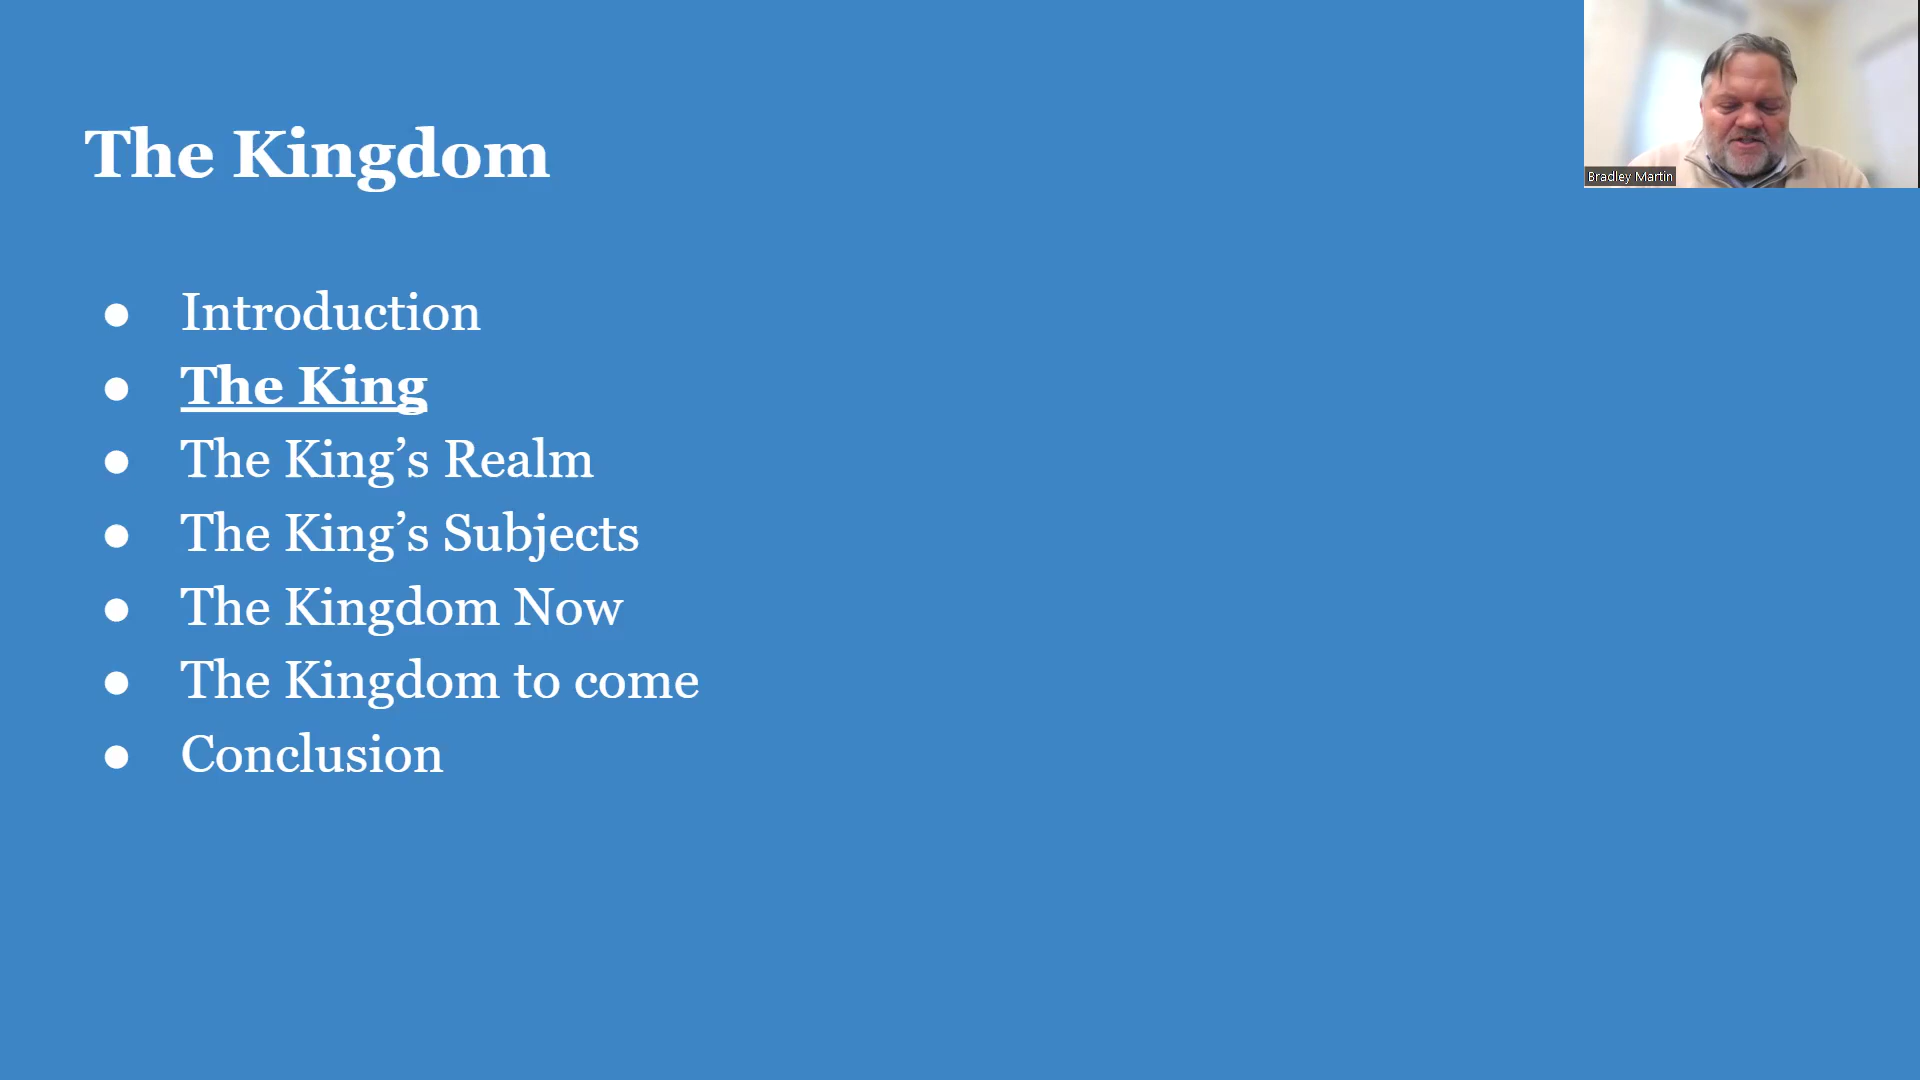 The Kingdom
● Introduction
● The King
● The King’s Realm
● The King’s Subjects
● The Kingdom Now
● The Kingdom to come
● Conclusion
Bradley Martin